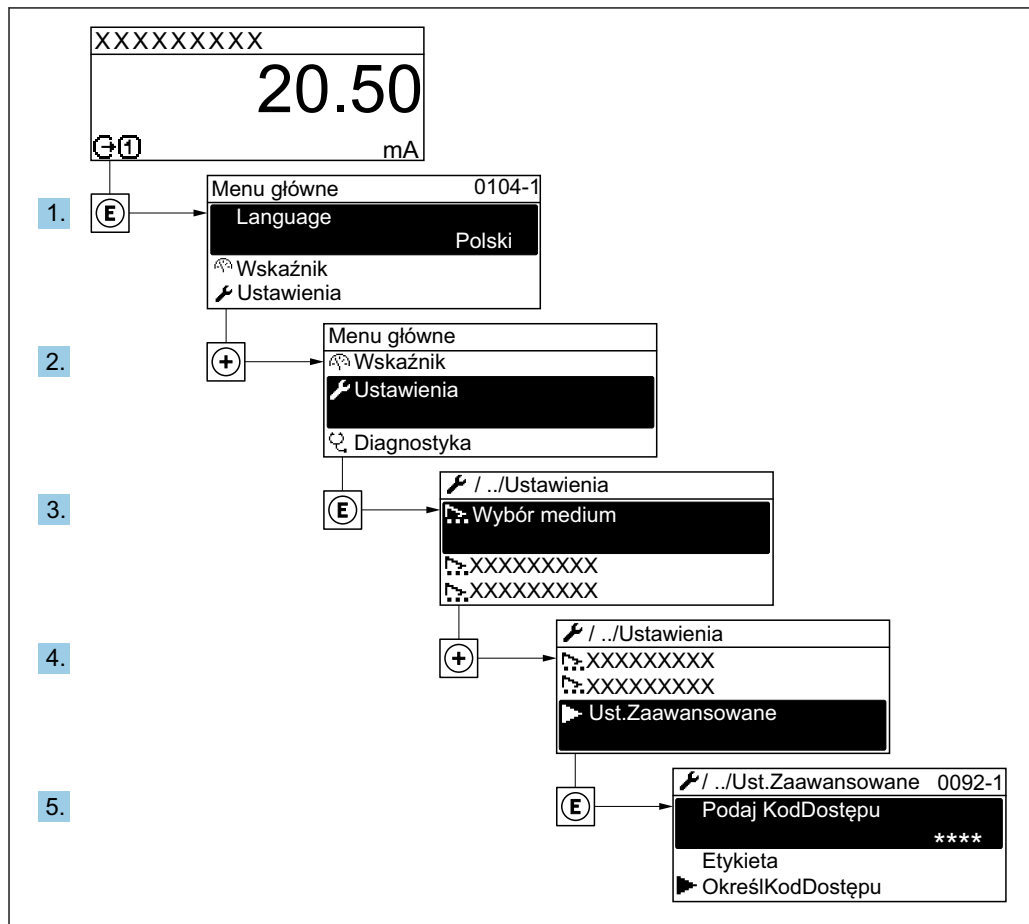 XXXXXXXXX
20.50
1
mA
1.
E
Menu główne 0104-1
Language
Polski
Wskaźnik
Ustawienia
2.
+
Menu główne
Wskaźnik
Ustawienia
Diagnostyka
3.
E
/ ../Ustawienia
Wybór medium
XXXXXXXXX
XXXXXXXXX
4.
+
/ ../Ustawienia
XXXXXXXXX
XXXXXXXXX
Ust.Zaawansowane
5.
E
/ ../Ust.Zaawansowane 0092-1
Podaj KodDostępu
****
Etykieta
OkreślKodDostępu